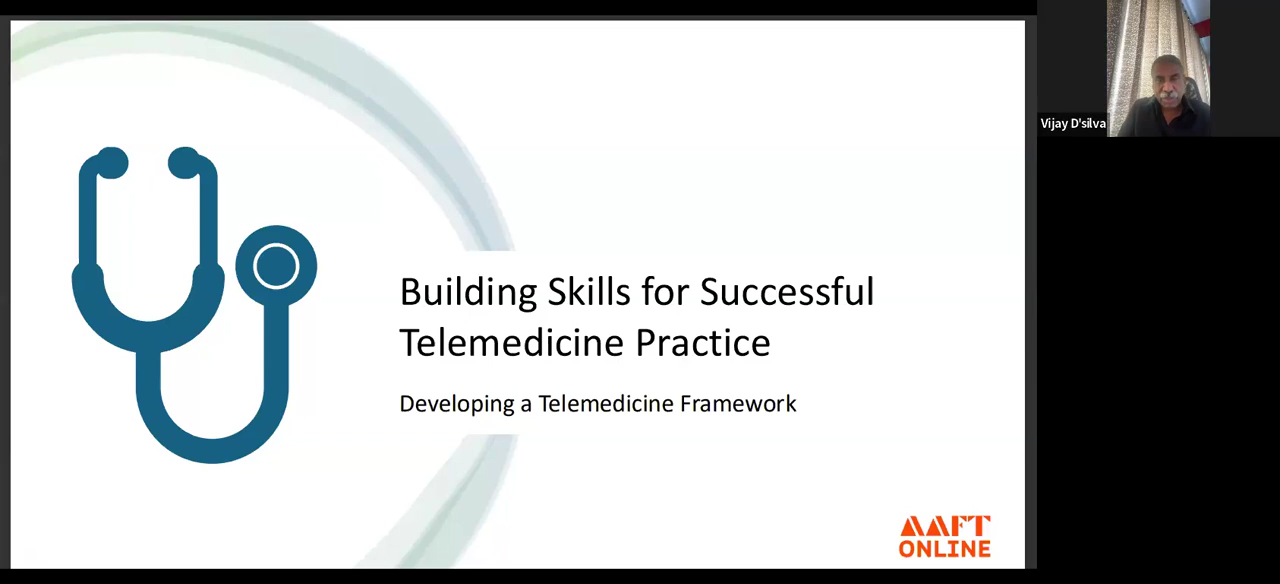 Vijay D'silva
Building Skills for Successful
Telemedicine Practice
Developing a Telemedicine Framework
AAFT
ONLINE